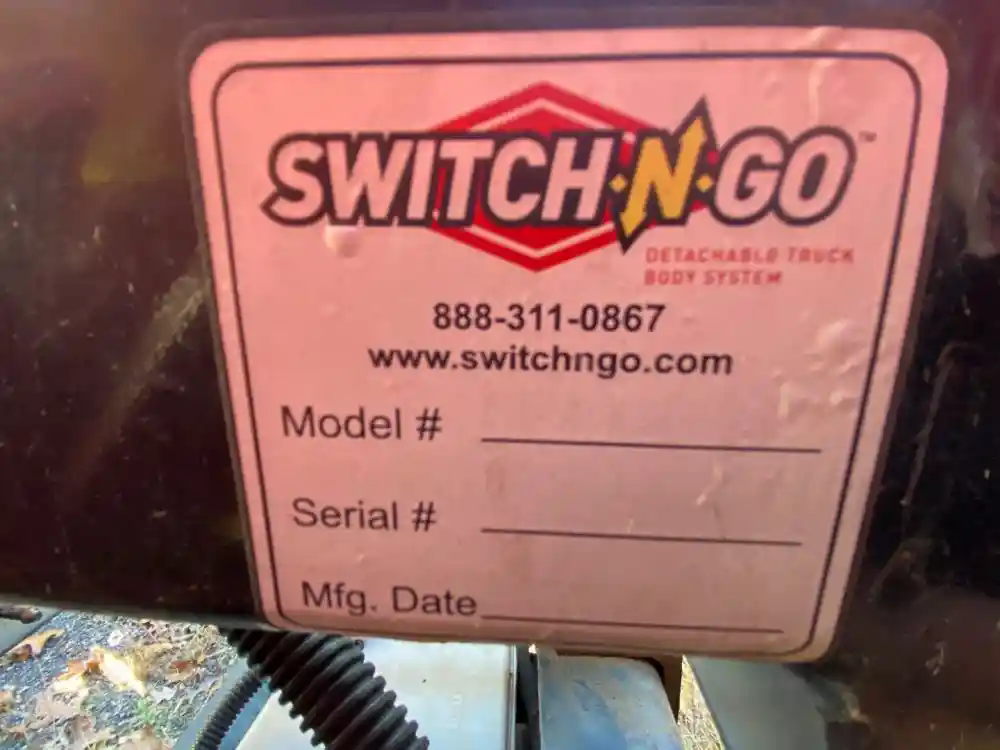 SWITCH·N·GO™
DETACHABLE TRUCK
BODY SYSTEM
888-311-0867
www.switchngo.com
Model #
Serial #
Mfg. Date